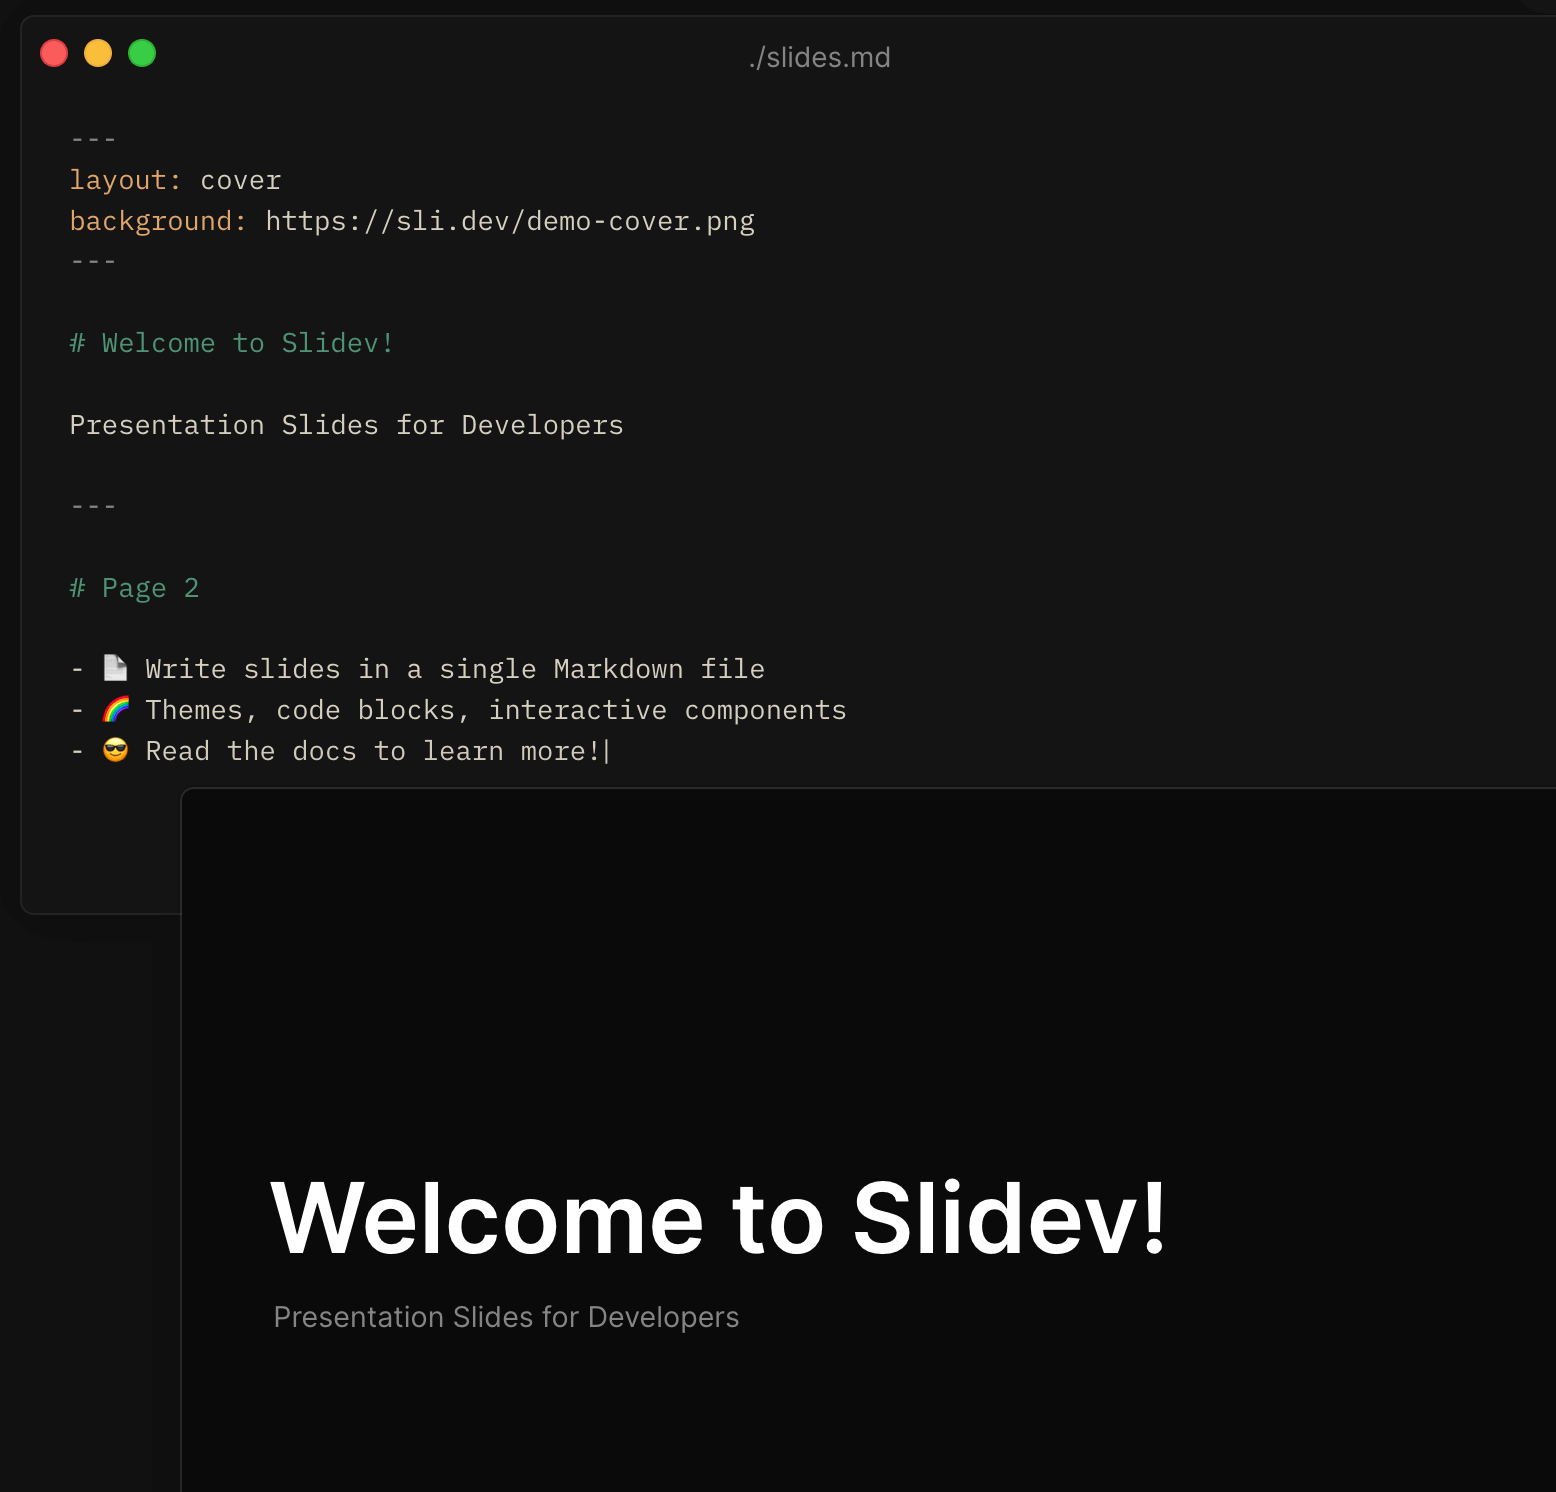 ./slides.md
---
layout: cover
background: https://sli.dev/demo-cover.png
---
# Welcome to Slidev!
Presentation Slides for Developers
---
# Page 2
- 📄 Write slides in a single Markdown file
- 🌈 Themes, code blocks, interactive components
- 😎 Read the docs to learn more!|
Welcome to Slidev!
Presentation Slides for Developers